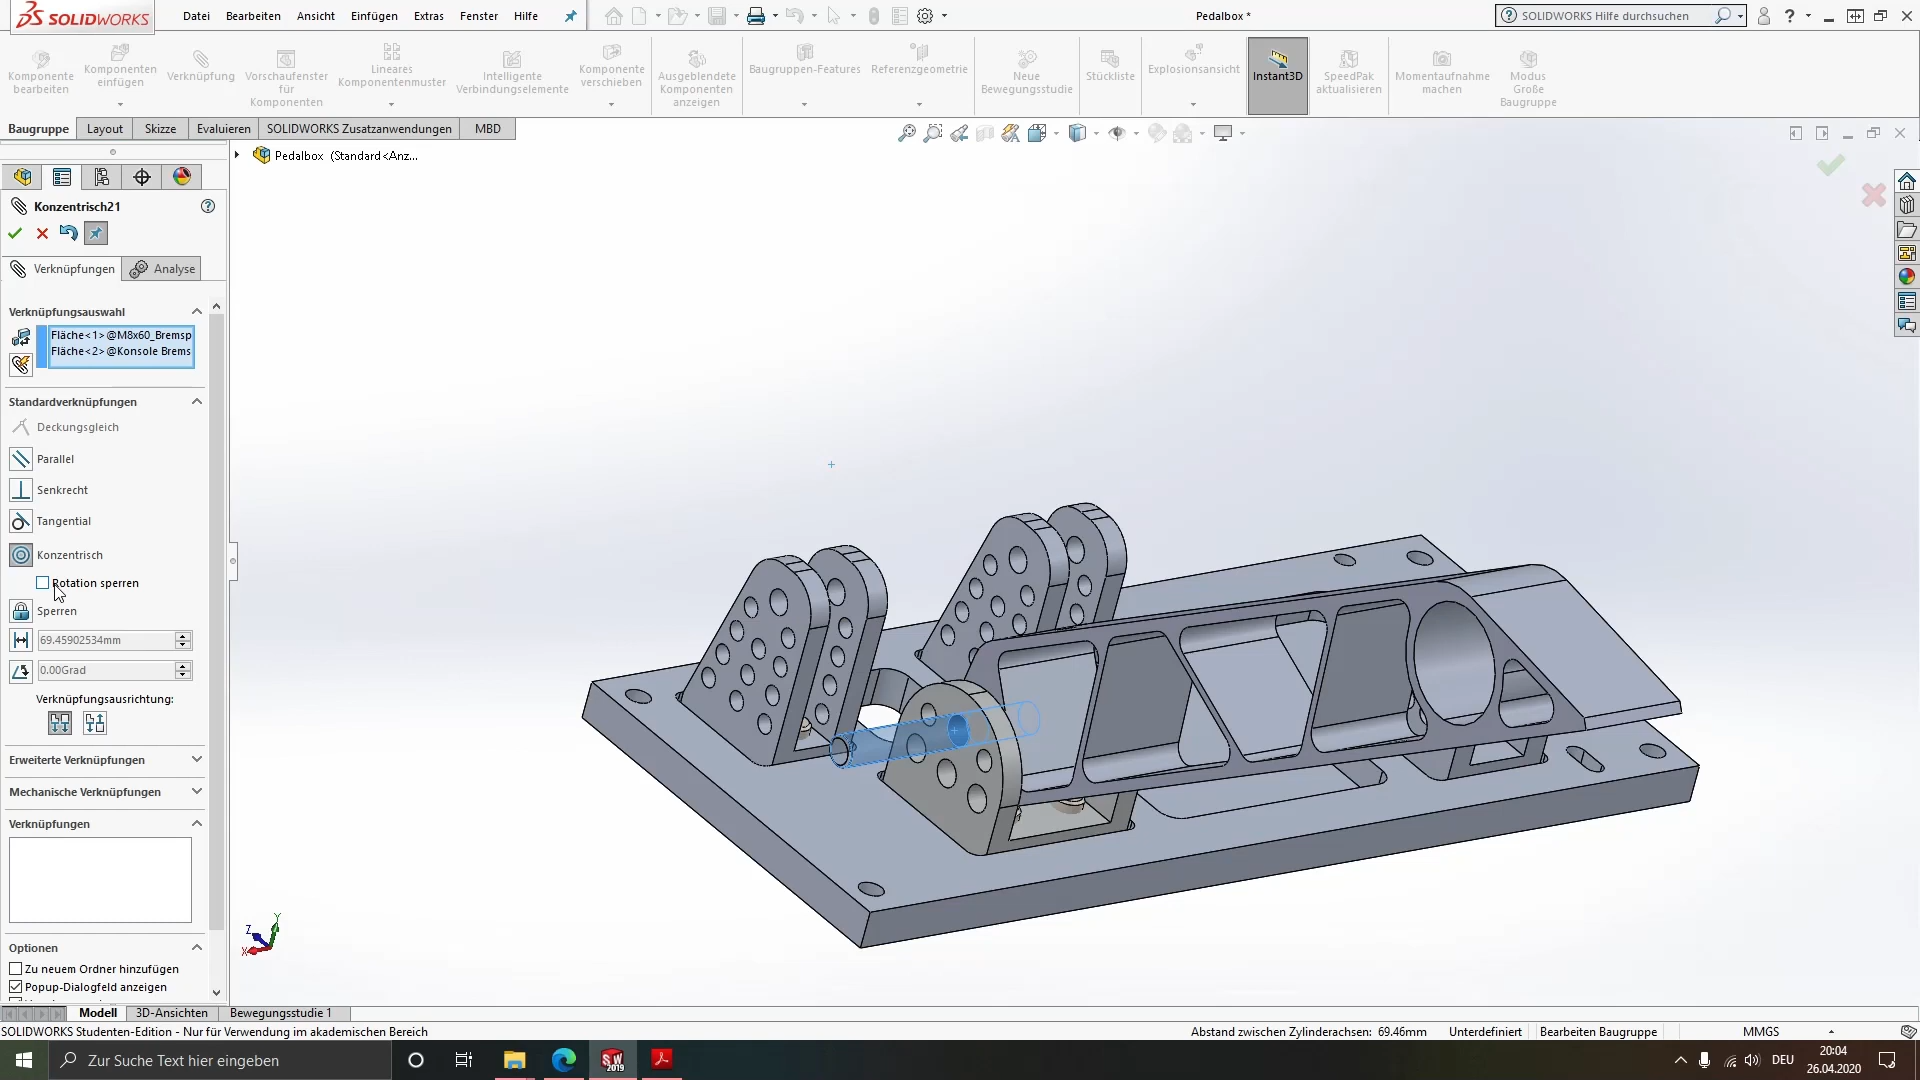 SOLIDWORKS
Datei Bearbeiten Ansicht Einfügen Extras Fenster Hilfe
Pedalbox *
SOLIDWORKS Hilfe durchsuchen
Komponente bearbeiten
Komponenten einfügen
Verknüpfung
Vorschaufenster für Komponenten
Lineares Komponentenmuster
Intelligente Verbindungselemente
Komponente verschieben
Ausgeblendete Komponenten anzeigen
Baugruppen-Features
Referenzgeometrie
Neue Bewegungsstudie
Stückliste
Explosionsansicht
Instant3D
SpeedPak aktualisieren
Momentaufnahme machen
Modus Große Baugruppe
Baugruppe Layout Skizze Evaluieren SOLIDWORKS Zusatzanwendungen MBD
Pedalbox (Standard<Anz...
Konzentrisch21
Verknüpfungen Analyse
Verknüpfungsauswahl
Fläche<1>@M8x60_Bremsp
Fläche<2>@Konsole Brems
Standardverknüpfungen
Deckungsgleich
Parallel
Senkrecht
Tangential
Konzentrisch
Rotation sperren
Sperren
69.45902534mm
0.00Grad
Verknüpfungsausrichtung:
Erweiterte Verknüpfungen
Mechanische Verknüpfungen
Verknüpfungen
Optionen
Zu neuem Ordner hinzufügen
Popup-Dialogfeld anzeigen
Z Y X
Modell 3D-Ansichten Bewegungsstudie 1
SOLIDWORKS Studenten-Edition - Nur für Verwendung im akademischen Bereich
Abstand zwischen Zylinderachsen: 69.46mm Unterdefiniert Bearbeiten Baugruppe MMGS
Zur Suche Text hier eingeben
SW 2019
DEU
20:04
26.04.2020